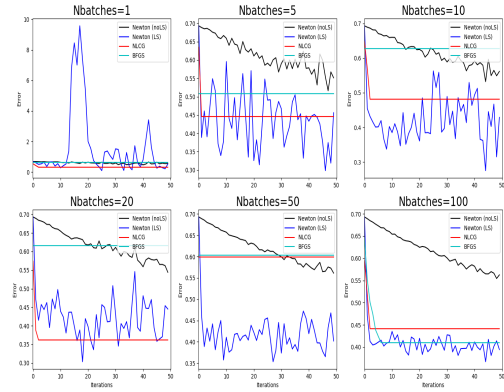 Nbatches=1
Error
10
8
6
4
2
0
0 10 20 30 40 50
Newton (noLS)
Newton (LS)
NLCG
BFGS
Nbatches=5
Error
0.70
0.65
0.60
0.55
0.50
0.45
0.40
0.35
0.30
0 10 20 30 40 50
Newton (noLS)
Newton (LS)
NLCG
BFGS
Nbatches=10
Error
0.7
0.6
0.5
0.4
0.3
0 10 20 30 40 50
Newton (noLS)
Newton (LS)
NLCG
BFGS
Nbatches=20
Error
0.70
0.65
0.60
0.55
0.50
0.45
0.40
0.35
0.30
0 10 20 30 40 50
Iterations
Newton (noLS)
Newton (LS)
NLCG
BFGS
Nbatches=50
Error
0.70
0.65
0.60
0.55
0.50
0.45
0.40
0.35
0 10 20 30 40 50
Iterations
Newton (noLS)
Newton (LS)
NLCG
BFGS
Nbatches=100
Error
0.70
0.65
0.60
0.55
0.50
0.45
0.40
0.35
0 10 20 30 40 50
Iterations
Newton (noLS)
Newton (LS)
NLCG
BFGS